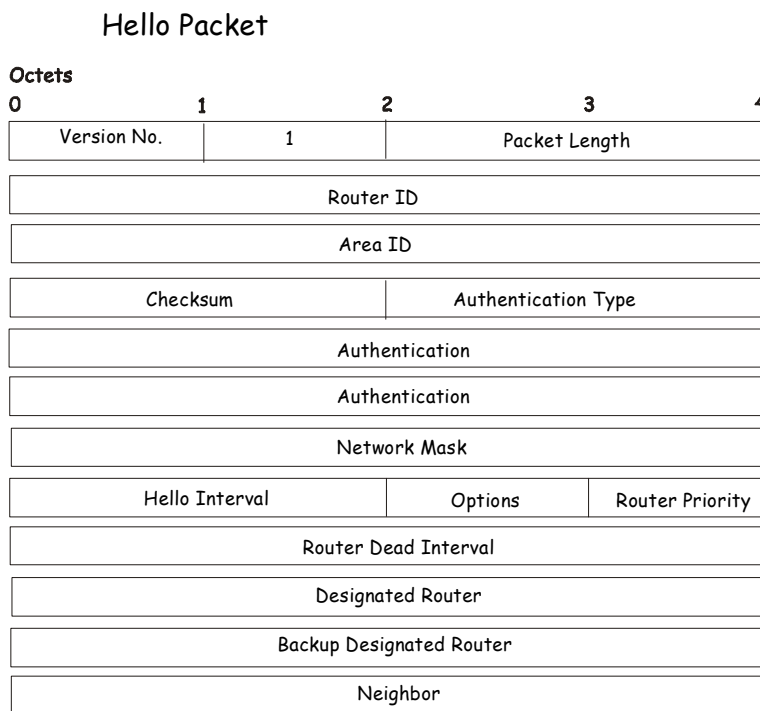 Hello Packet
Octets
0 1 2 3 4
Version No. 1 Packet Length
Router ID
Area ID
Checksum Authentication Type
Authentication
Authentication
Network Mask
Hello Interval Options Router Priority
Router Dead Interval
Designated Router
Backup Designated Router
Neighbor